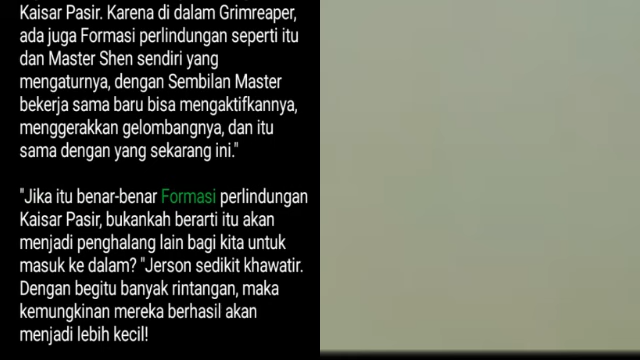 Kaisar Pasir. Karena di dalam Grimreaper,
ada juga Formasi perlindungan seperti itu
dan Master Shen sendiri yang
mengaturnya, dengan Sembilan Master
bekerja sama baru bisa mengaktifkannya,
menggerakkan gelombangnya, dan itu
sama dengan yang sekarang ini."
"Jika itu benar-benar Formasi perlindungan
Kaisar Pasir, bukankah berarti itu akan
menjadi penghalang lain bagi kita untuk
masuk ke dalam? "Jerson sedikit khawatir.
Dengan begitu banyak rintangan, maka
kemungkinan mereka berhasil akan
menjadi lebih kecil!